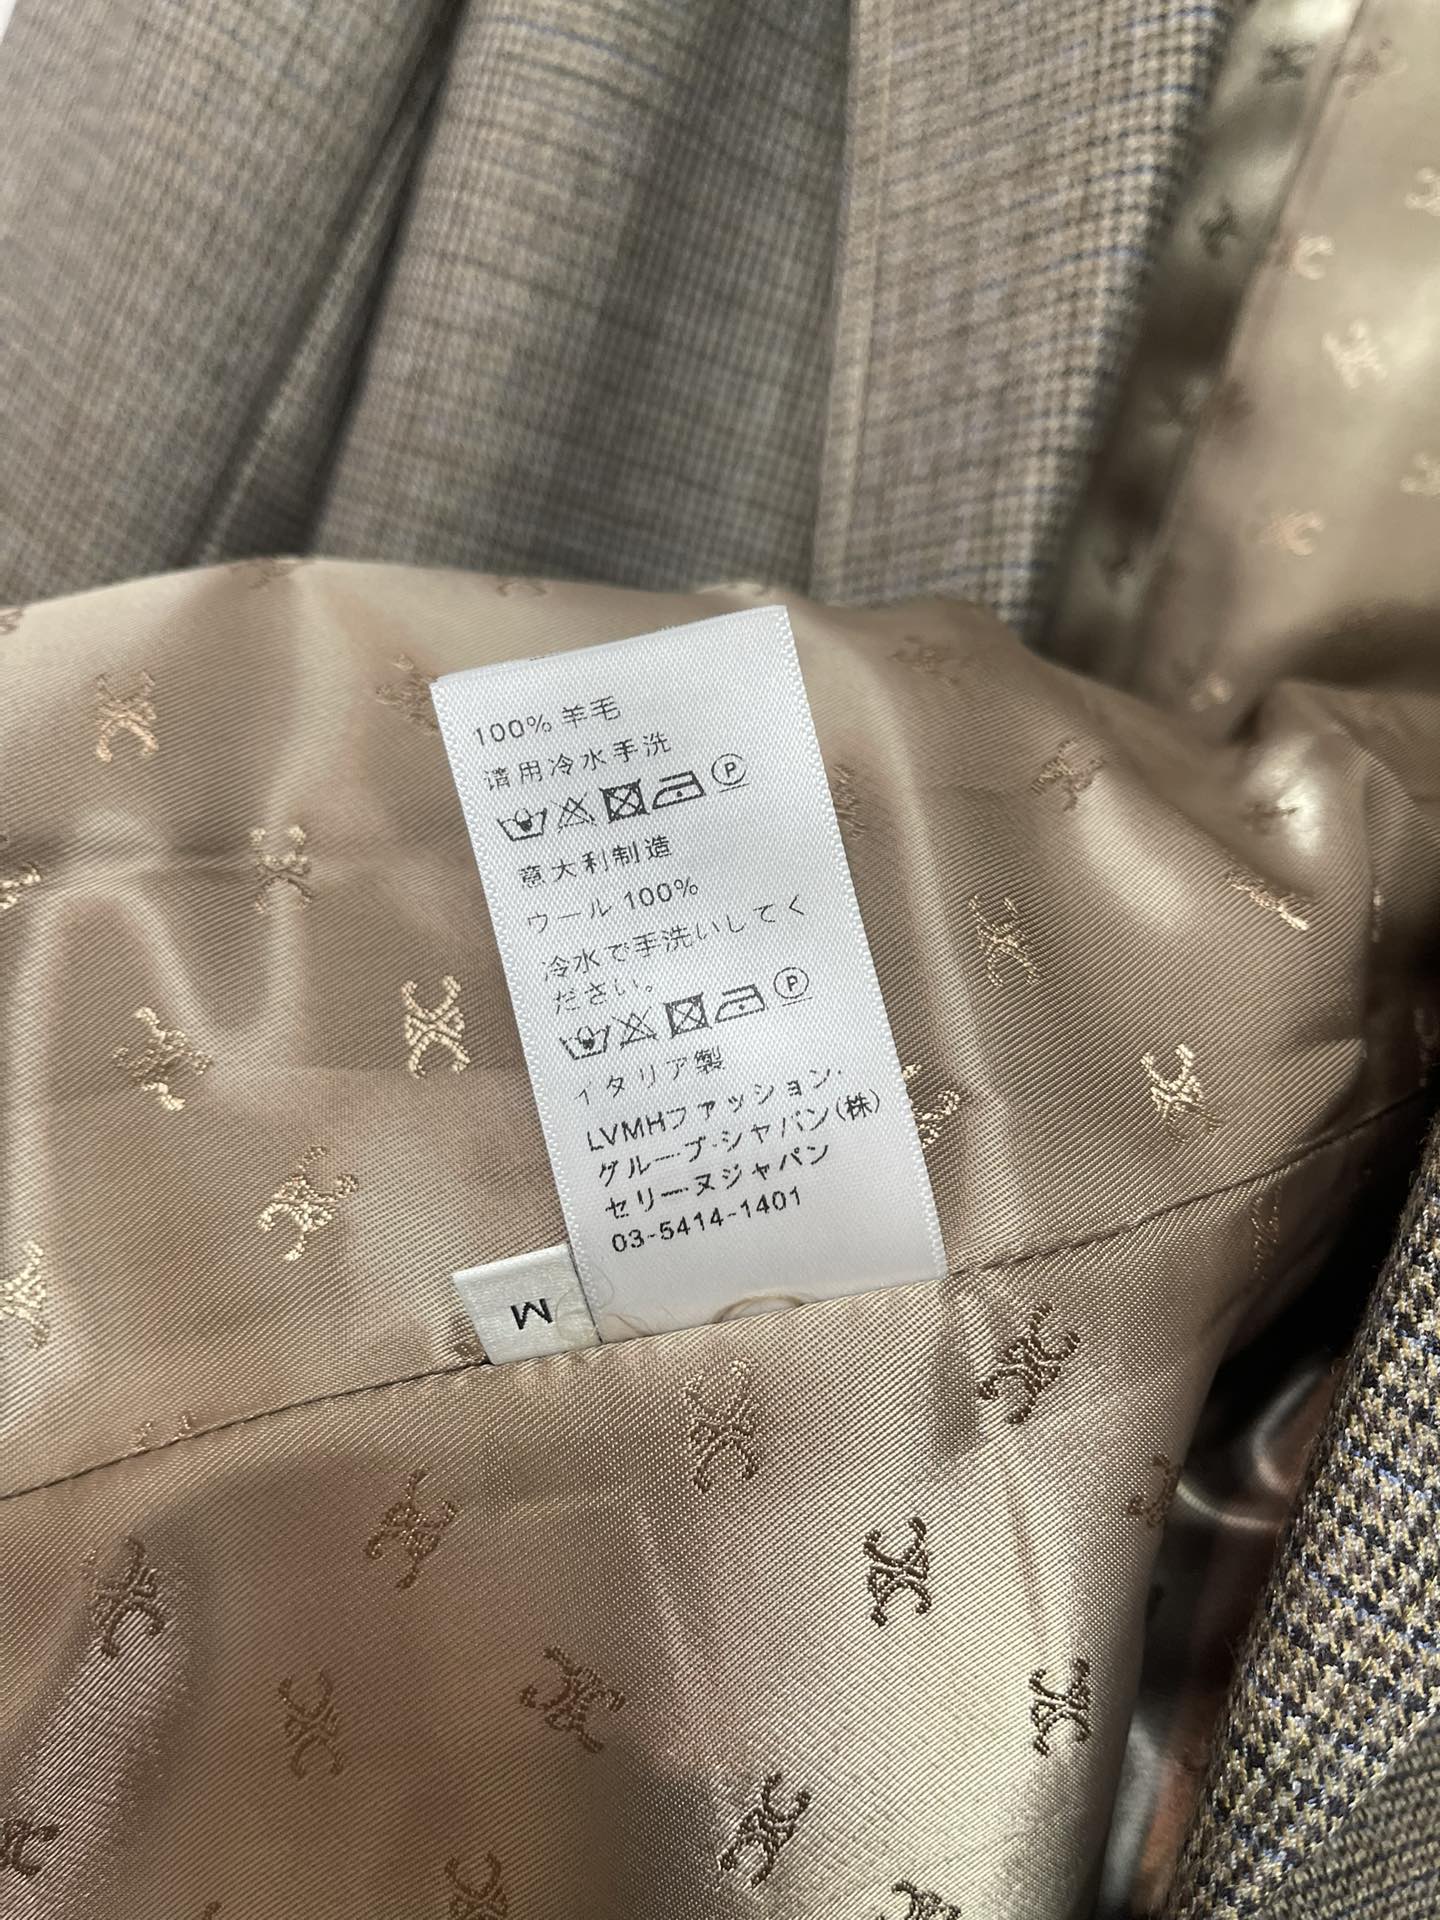 100% 羊毛
请用冷水手洗
P
意大利制造
ウール 100%
冷水で手洗いしてく
ださい。
P
イタリア製
LVMHファッション.
グループ·ジャパン(株)
セリーヌジャパン
03-5414-1401
M